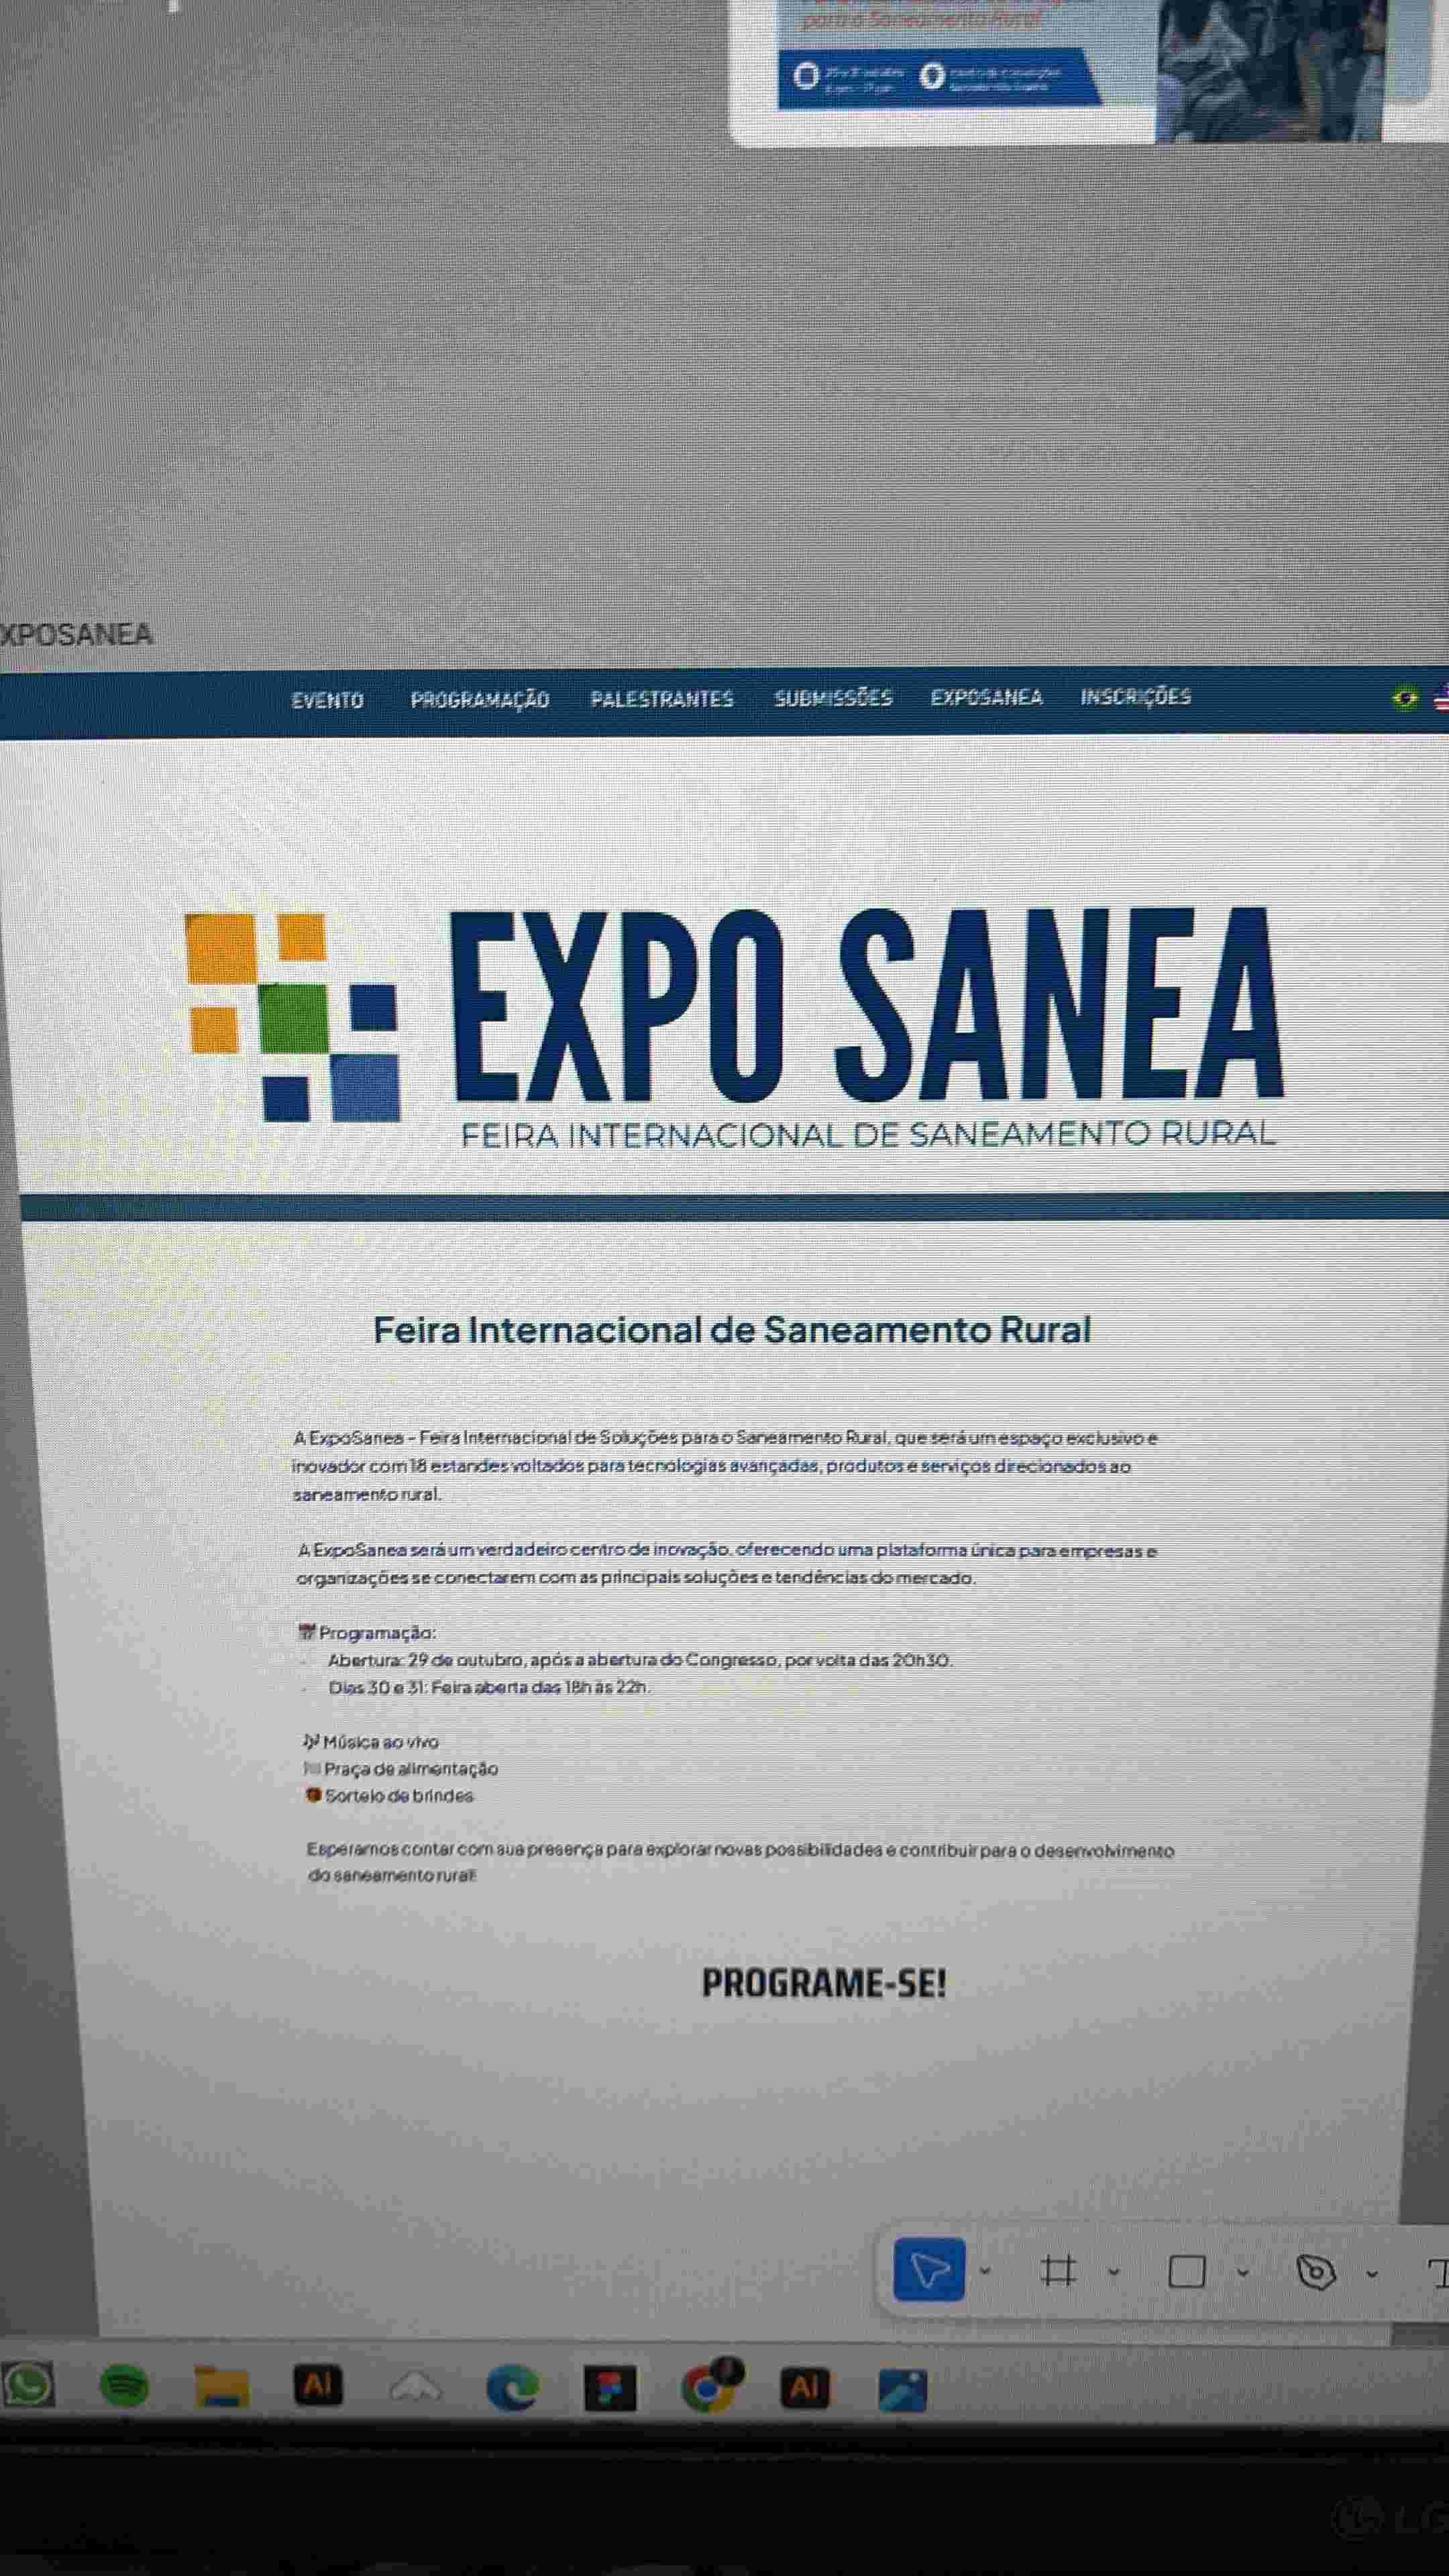 para o Saneamento Rural
XPOSANEA
EVENTO PROGRAMAÇÃO PALESTRANTES SUBMISSÕES EXPOSANEA INSCRIÇÕES
EXPO SANEA
FEIRA INTERNACIONAL DE SANEAMENTO RURAL
Feira Internacional de Saneamento Rural
A ExpoSanea - Feira Internacional de Soluções para o Saneamento Rural, que será um espaço exclusivo e
inovador com 18 estandes voltados para tecnologias avançadas, produtos e serviços direcionados ao
saneamento rural.
A ExpoSanea será um verdadeiro centro de inovação, oferecendo uma plataforma única para empresas e
organizações se conectarem com as principais soluções e tendências do mercado.
Programação:
Abertura: 29 de outubro, após a abertura do Congresso, por volta das 20h30.
Dias 30 e 31: Feira aberta das 18h às 22h.
Música ao vivo
Praça de alimentação
Sorteio de brindes
Esperamos contar com sua presença para explorar novas possibilidades e contribuir para o desenvolvimento
do saneamento rural!
PROGRAME-SE!
T
Ai Ai
LG